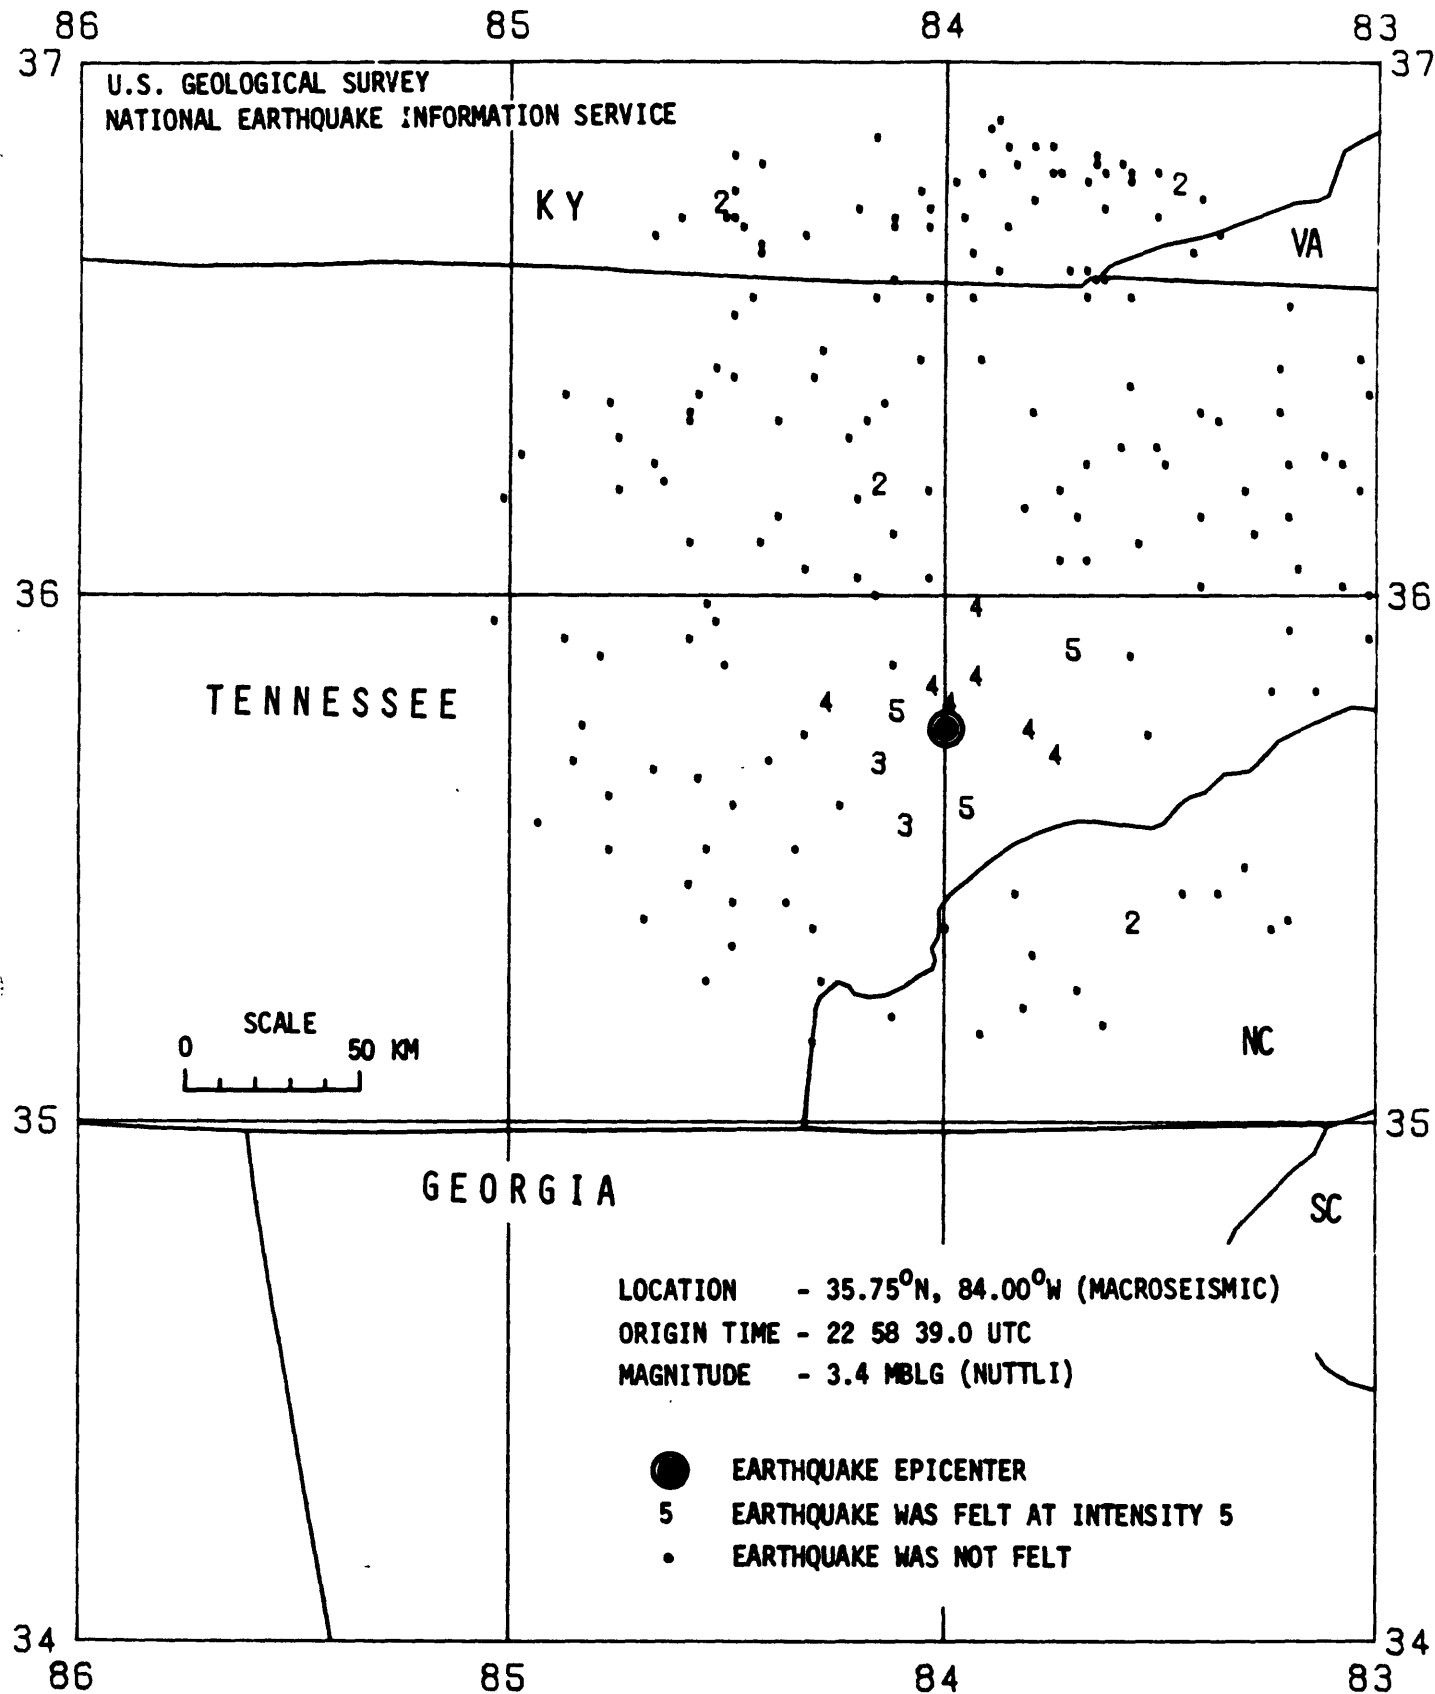 86 85 84 83
37 37
U.S. GEOLOGICAL SURVEY
NATIONAL EARTHQUAKE INFORMATION SERVICE
2
KY 2
VA
2
36 36
4
5
4 4
TENNESSEE 4 5 4
4
3 4
3 5
2
SCALE
0 50 KM
NC
35 35
GEORGIA
SC
LOCATION - 35.75°N, 84.00°W (MACROSEISMIC)
ORIGIN TIME - 22 58 39.0 UTC
MAGNITUDE - 3.4 MBLG (NUTTLI)
EARTHQUAKE EPICENTER
5 EARTHQUAKE WAS FELT AT INTENSITY 5
• EARTHQUAKE WAS NOT FELT
34 34
86 85 84 83